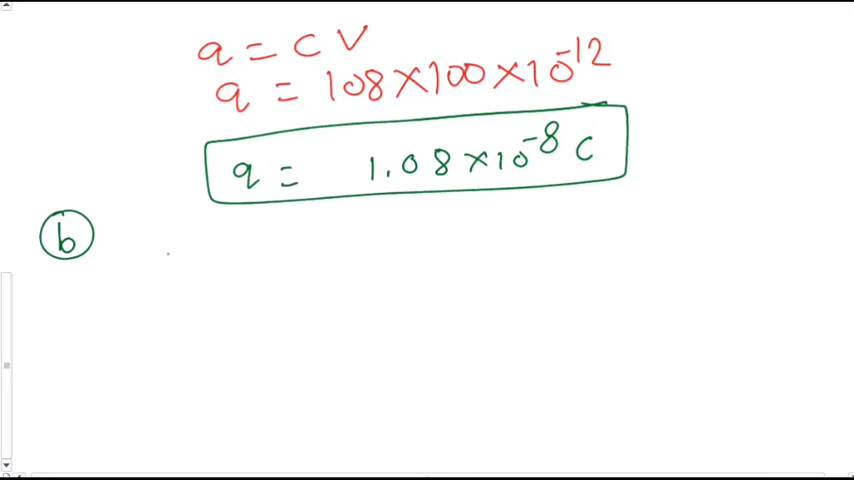 q = C V
q = 108×100×10⁻¹²
q = 1.08×10⁻⁸ C
b